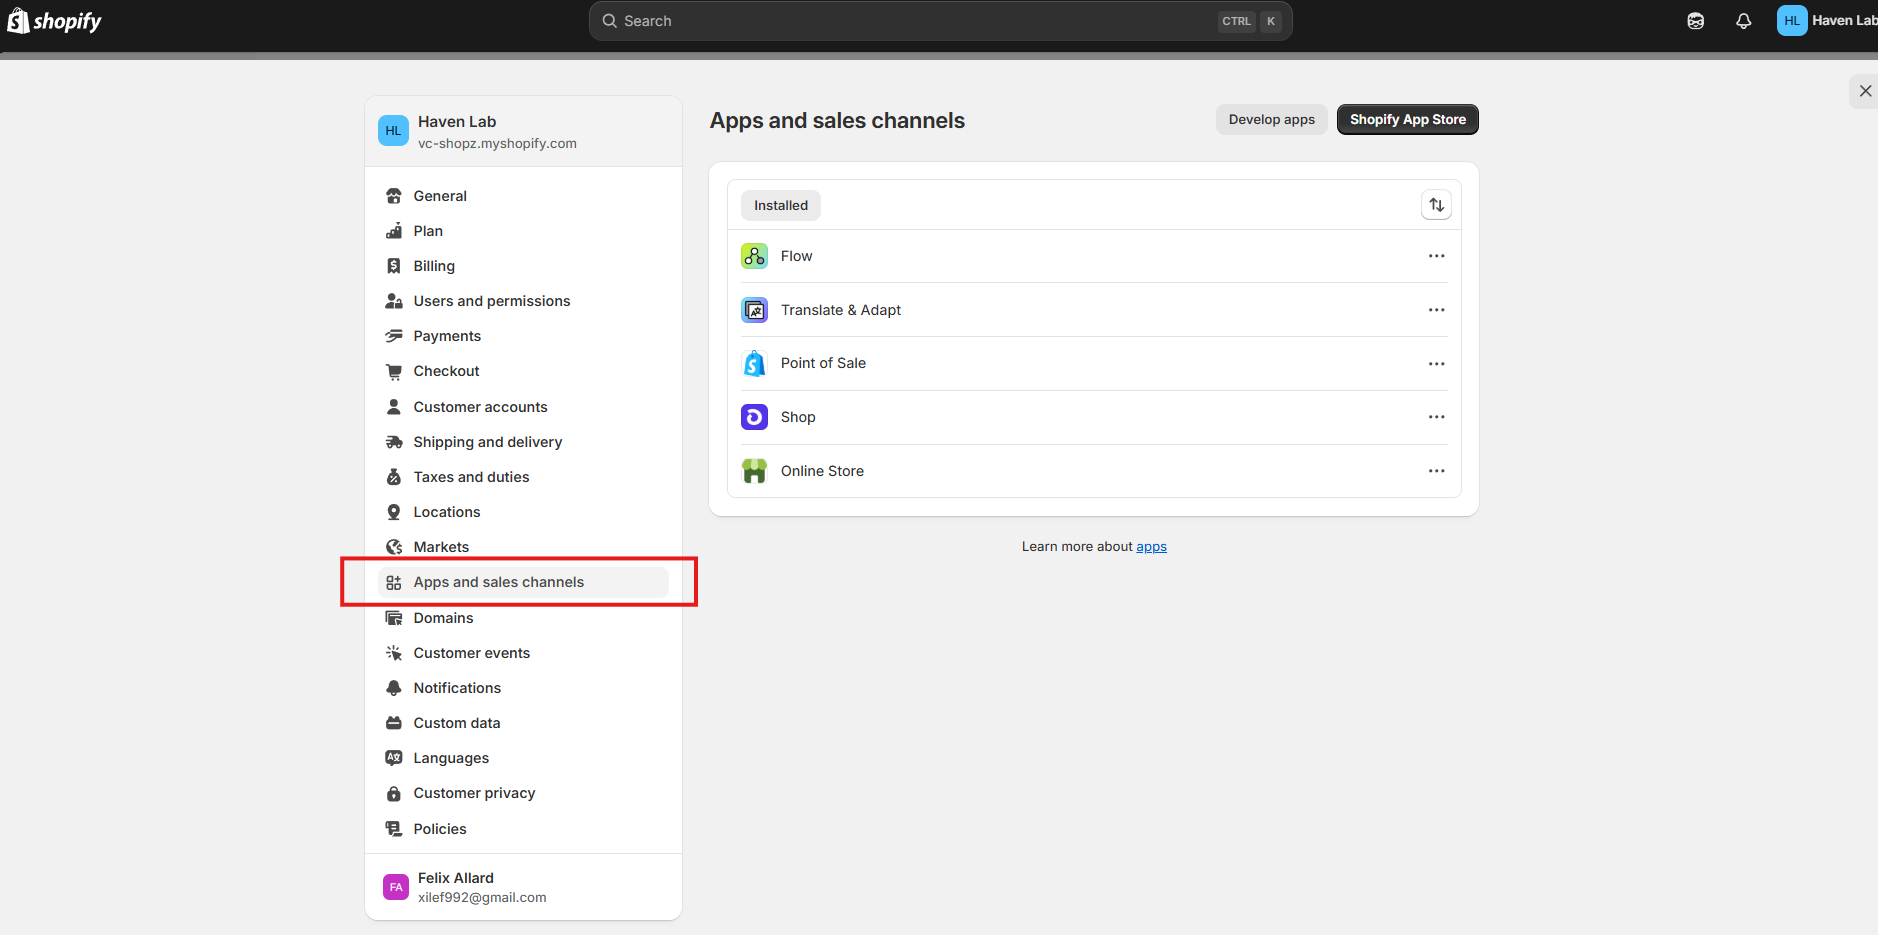 shopify
Search
CTRL K
HL
Haven Lab
HL
Haven Lab
vc-shopz.myshopify.com
General
Plan
Billing
Users and permissions
Payments
Checkout
Customer accounts
Shipping and delivery
Taxes and duties
Locations
Markets
Apps and sales channels
Domains
Customer events
Notifications
Custom data
Languages
Customer privacy
Policies
FA
Felix Allard
xilef992@gmail.com
Apps and sales channels
Develop apps
Shopify App Store
Installed
Flow
Translate & Adapt
Point of Sale
Shop
Online Store
Learn more about apps